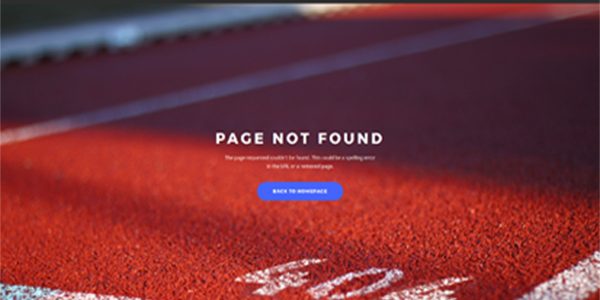 PAGE NOT FOUND
The page requested couldn't be found. This could be a spelling error
in the URL or a removed page.
BACK TO HOMEPAGE